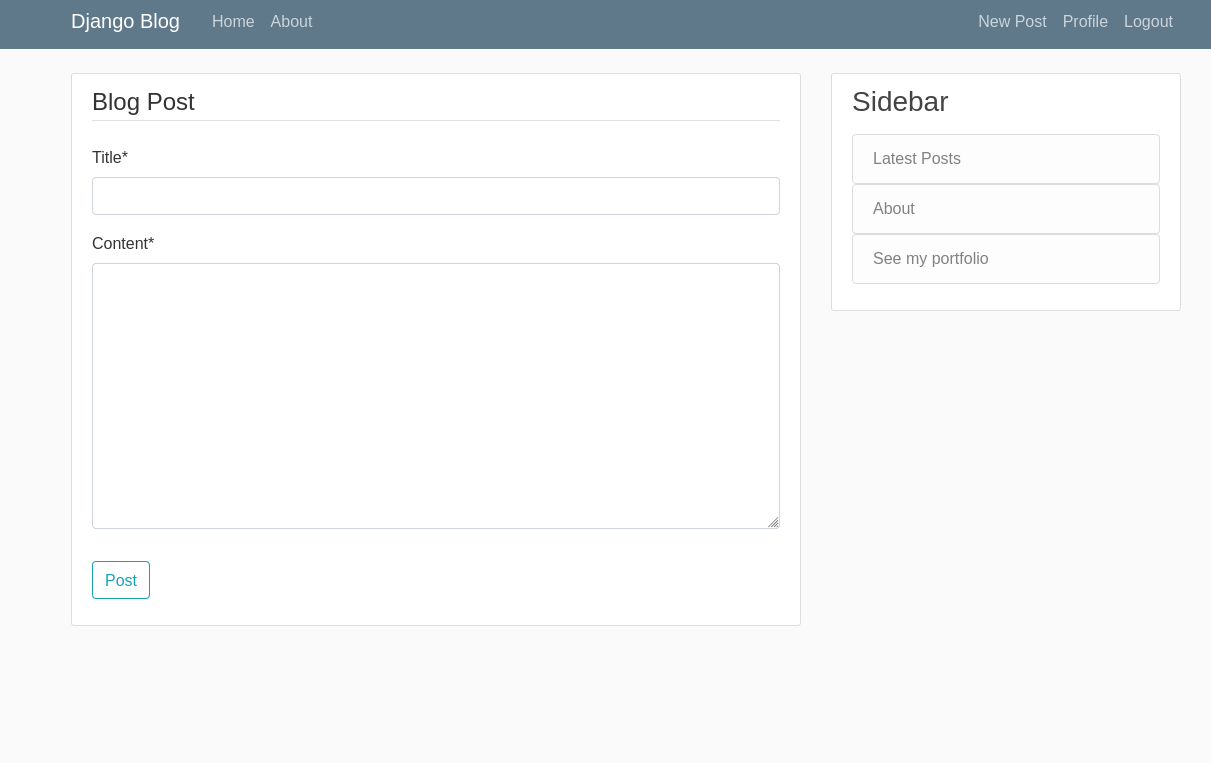 Django Blog Home About New Post Profile Logout
Blog Post
Title*
Content*
Post
Sidebar
Latest Posts
About
See my portfolio